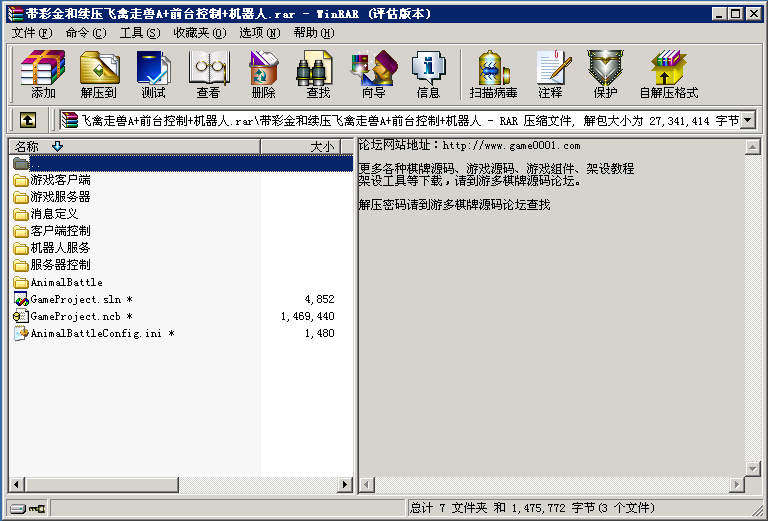 带彩金和续压飞禽走兽A+前台控制+机器人.rar - WinRAR (评估版本)
文件(F) 命令(C) 工具(S) 收藏夹(O) 选项(N) 帮助(H)
添加 解压到 测试 查看 删除 查找 向导 信息 扫描病毒 注释 保护 自解压格式
飞禽走兽A+前台控制+机器人.rar\带彩金和续压飞禽走兽A+前台控制+机器人 - RAR 压缩文件, 解包大小为 27,341,414 字节
名称 大小
..
游戏客户端
游戏服务器
消息定义
客户端控制
机器人服务
服务器控制
AnimalBattle
GameProject.sln * 4,852
GameProject.ncb * 1,469,440
AnimalBattleConfig.ini * 1,480
论坛网站地址：http://www.game0001.com
更多各种棋牌源码、游戏源码、游戏组件、架设教程
架设工具等下载，请到游多棋牌源码论坛。
解压密码请到游多棋牌源码论坛查找
总计 7 文件夹 和 1,475,772 字节(3 个文件)